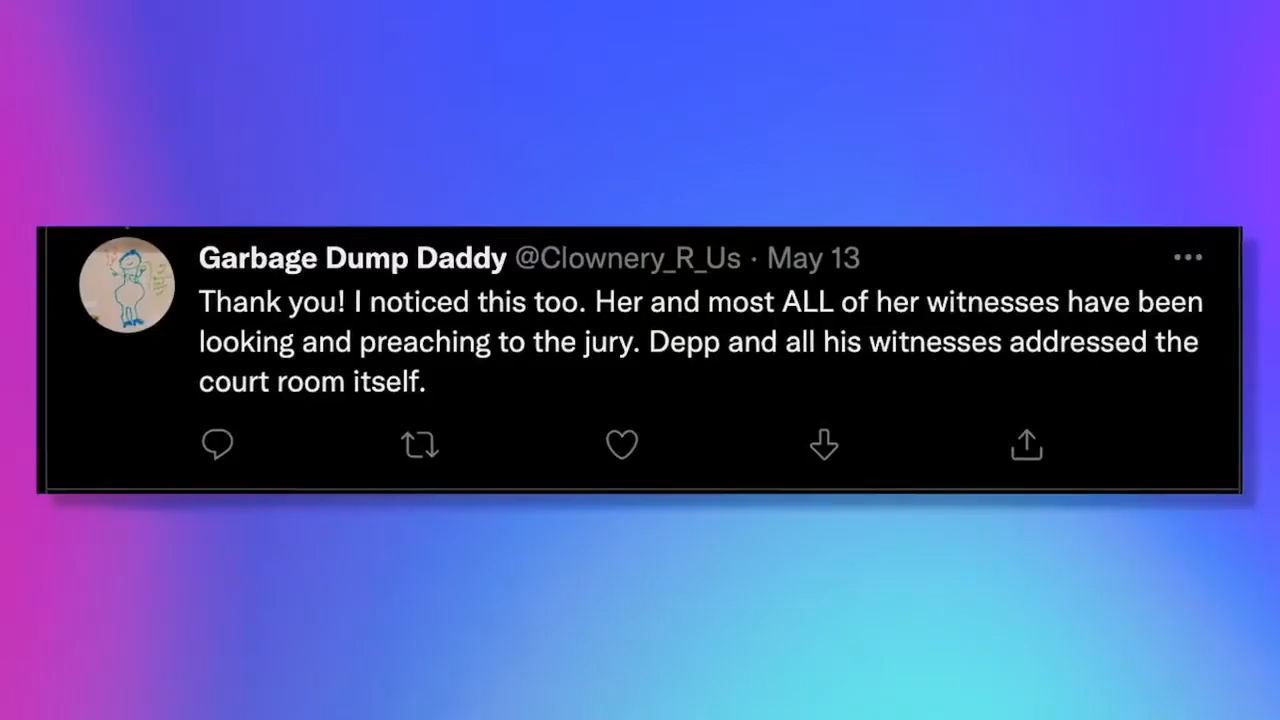 Garbage Dump Daddy @Clownery_R_Us · May 13
Thank you! I noticed this too. Her and most ALL of her witnesses have been
looking and preaching to the jury. Depp and all his witnesses addressed the
court room itself.